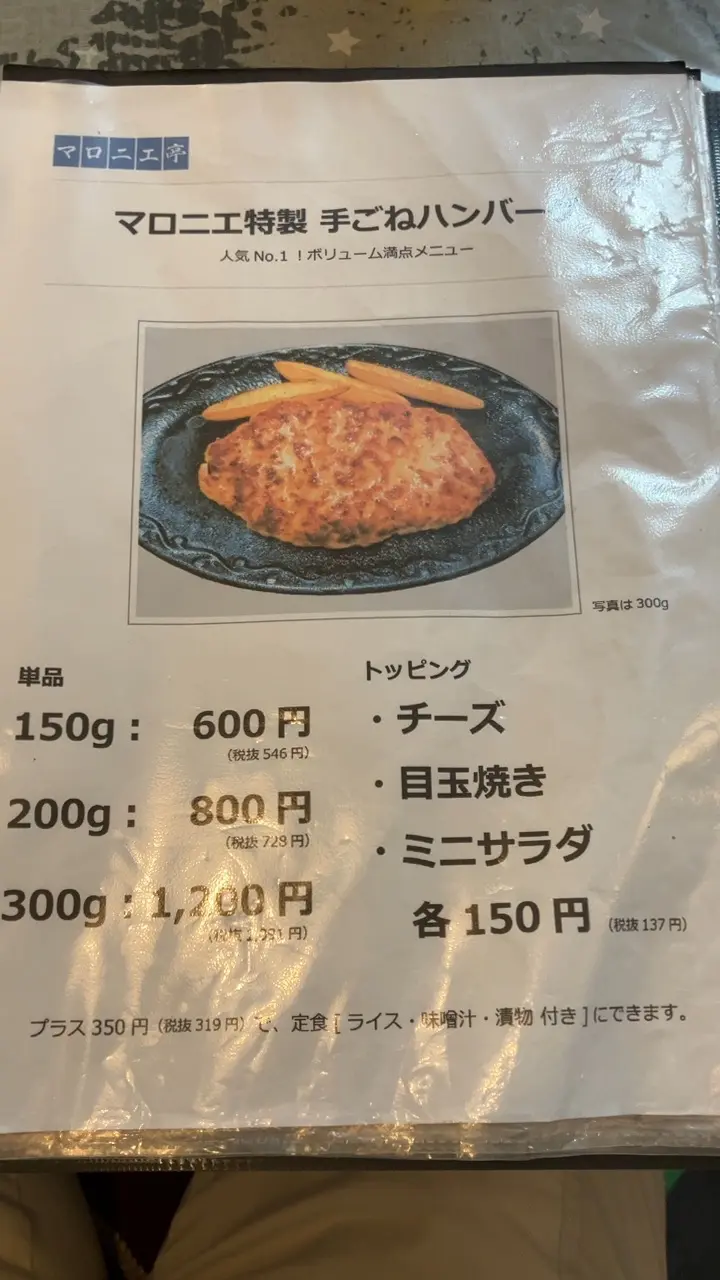 マロニエ亭
マロニエ特製 手ごねハンバー
人気 No.1 ！ボリューム満点メニュー
写真は 300g
単品
150g： 600 円
（税抜 546 円）
200g： 800 円
（税抜 728 円）
300g：1,200 円
（税抜 1,091 円）
トッピング
・チーズ
・目玉焼き
・ミニサラダ
各 150 円（税抜 137 円）
プラス 350 円（税抜 319 円）で、定食 [ ライス・味噌汁・漬物 付き ] にできます。